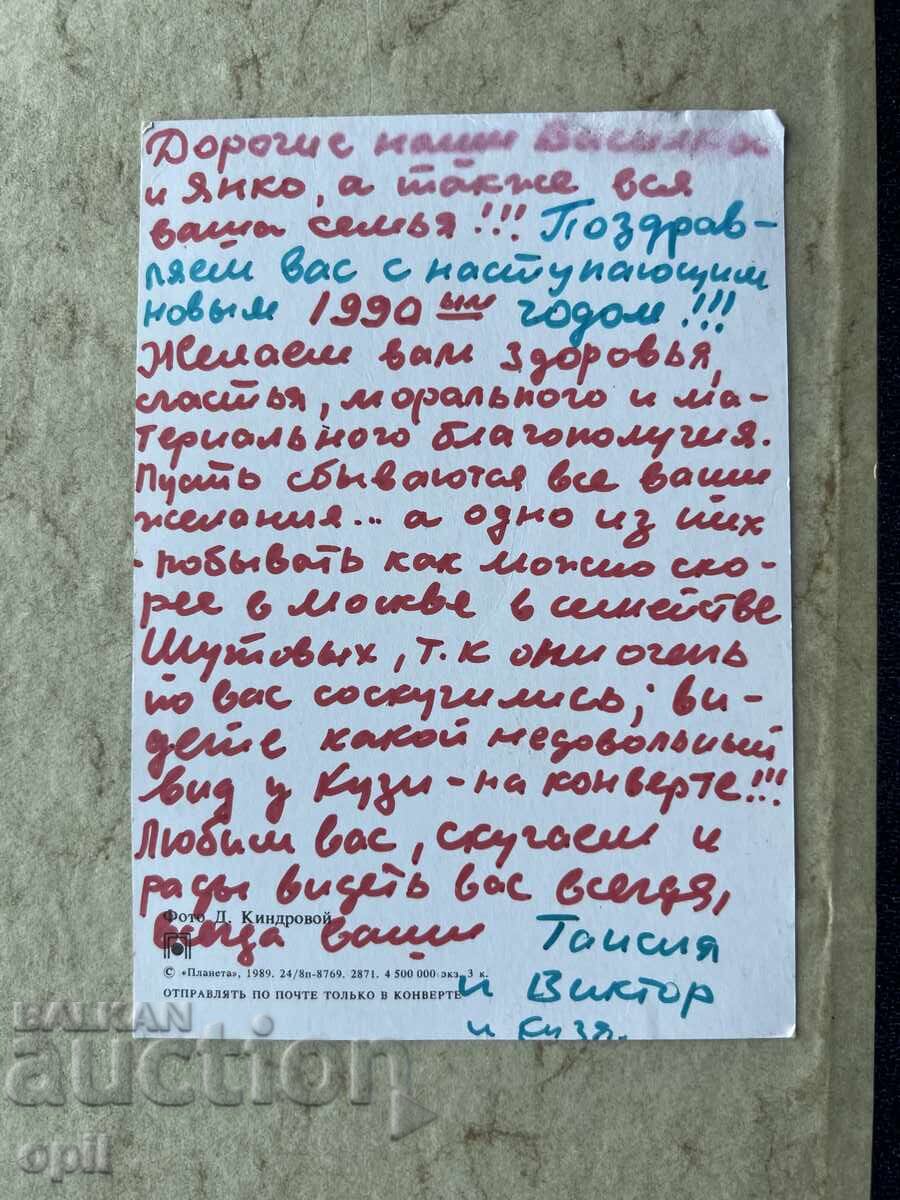 Дорогие наши Василка
и Янко, а также вся
ваша семья!!! Поздрав-
ляем вас с наступающим
новым 1990ым годом!!!
Желаем вам здоровья,
счастья, морального и ма-
териального благополучия.
Пусть сбываются все ваши
желания... а одно из них
- побывать как можно ско-
рее в Москве в семействе
Шутовых, т.к они очень
по вас соскучились; ви-
дете какой недовольный
вид у Кузи - на конверте!!!
Любим вас, скучаем и
рады видеть вас всегда,
всегда ваши Таисия
и Виктор
и Кузя.
Фото Д. Киндровой
© «Планета», 1989. 24/8п-8769. 2871. 4 500 000 экз. 3 к.
ОТПРАВЛЯТЬ ПО ПОЧТЕ ТОЛЬКО В КОНВЕРТЕ
BALKAN
auction
opil